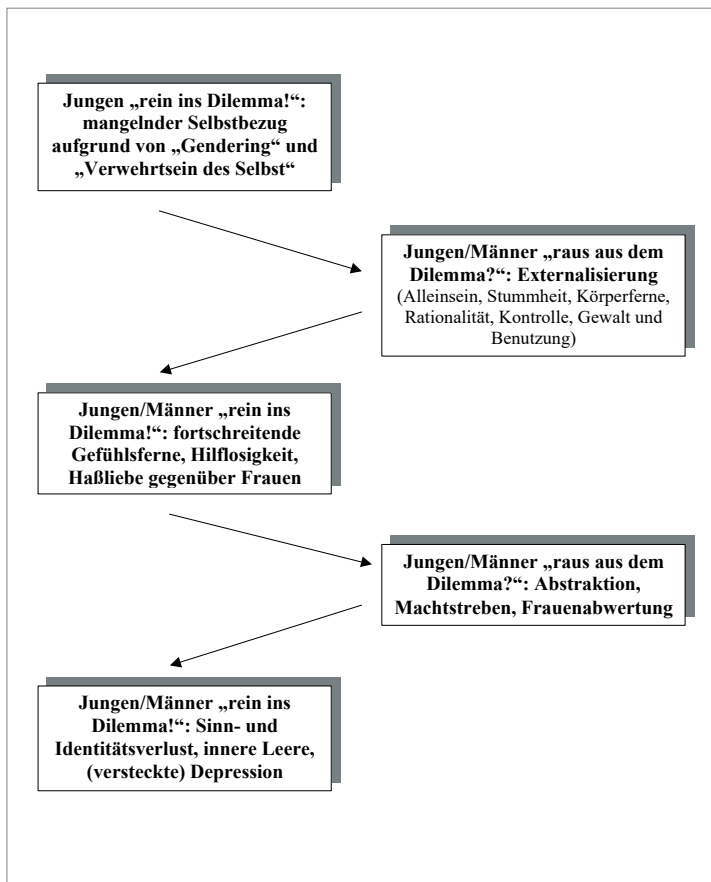 Jungen „rein ins Dilemma!“:
mangelnder Selbstbezug
aufgrund von „Gendering“ und
„Verwehrtsein des Selbst“
Jungen/Männer „raus aus dem
Dilemma?“: Externalisierung
(Alleinsein, Stummheit, Körperferne,
Rationalität, Kontrolle, Gewalt und
Benutzung)
Jungen/Männer „rein ins
Dilemma!“: fortschreitende
Gefühlsferne, Hilflosigkeit,
Haßliebe gegenüber Frauen
Jungen/Männer „raus aus dem
Dilemma?“: Abstraktion,
Machtstreben, Frauenabwertung
Jungen/Männer „rein ins
Dilemma!“: Sinn- und
Identitätsverlust, innere Leere,
(versteckte) Depression